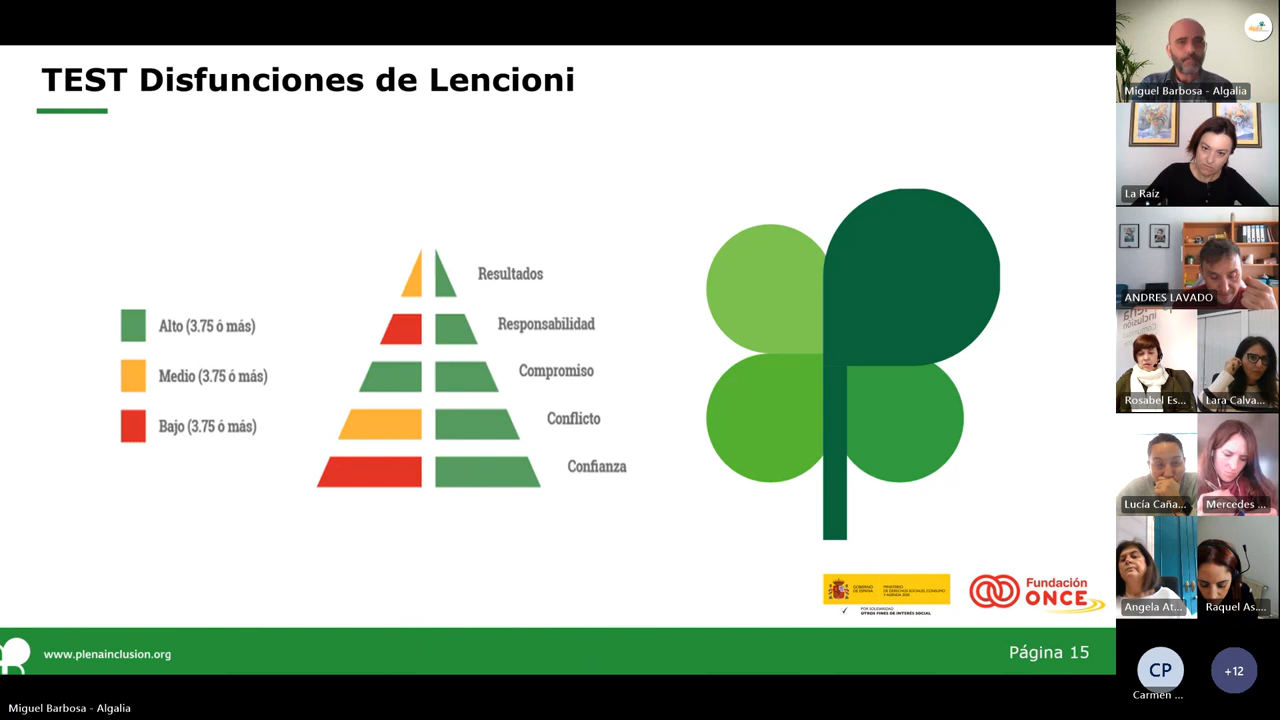 TEST Disfunciones de Lencioni
Alto (3.75 ó más)
Medio (3.75 ó más)
Bajo (3.75 ó más)
Resultados
Responsabilidad
Compromiso
Conflicto
Confianza
GOBIERNO
DE ESPAÑA
MINISTERIO
DE DERECHOS SOCIALES, CONSUMO
Y AGENDA 2030
POR SOLIDARIDAD
OTROS FINES DE INTERÉS SOCIAL
Fundación
ONCE
www.plenainclusion.org
Página 15
Miguel Barbosa - Algalia
Miguel Barbosa - Algalia
La Raíz
ANDRES LAVADO
inclusión
Rosabel Es...
Lara Calva...
Lucía Caña...
Mercedes ...
Angela At...
Raquel As....
CP
Carmen ...
+12